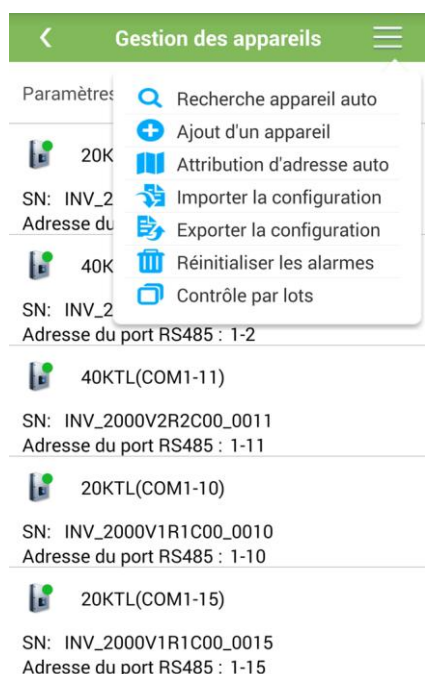 Gestion des appareils
Paramètres
Recherche appareil auto
Ajout d'un appareil
Attribution d'adresse auto
Importer la configuration
Exporter la configuration
Réinitialiser les alarmes
Contrôle par lots
20K
SN: INV_2
Adresse du
40K
SN: INV_2
Adresse du port RS485 : 1-2
40KTL(COM1-11)
SN: INV_2000V2R2C00_0011
Adresse du port RS485 : 1-11
20KTL(COM1-10)
SN: INV_2000V1R1C00_0010
Adresse du port RS485 : 1-10
20KTL(COM1-15)
SN: INV_2000V1R1C00_0015
Adresse du port RS485 : 1-15